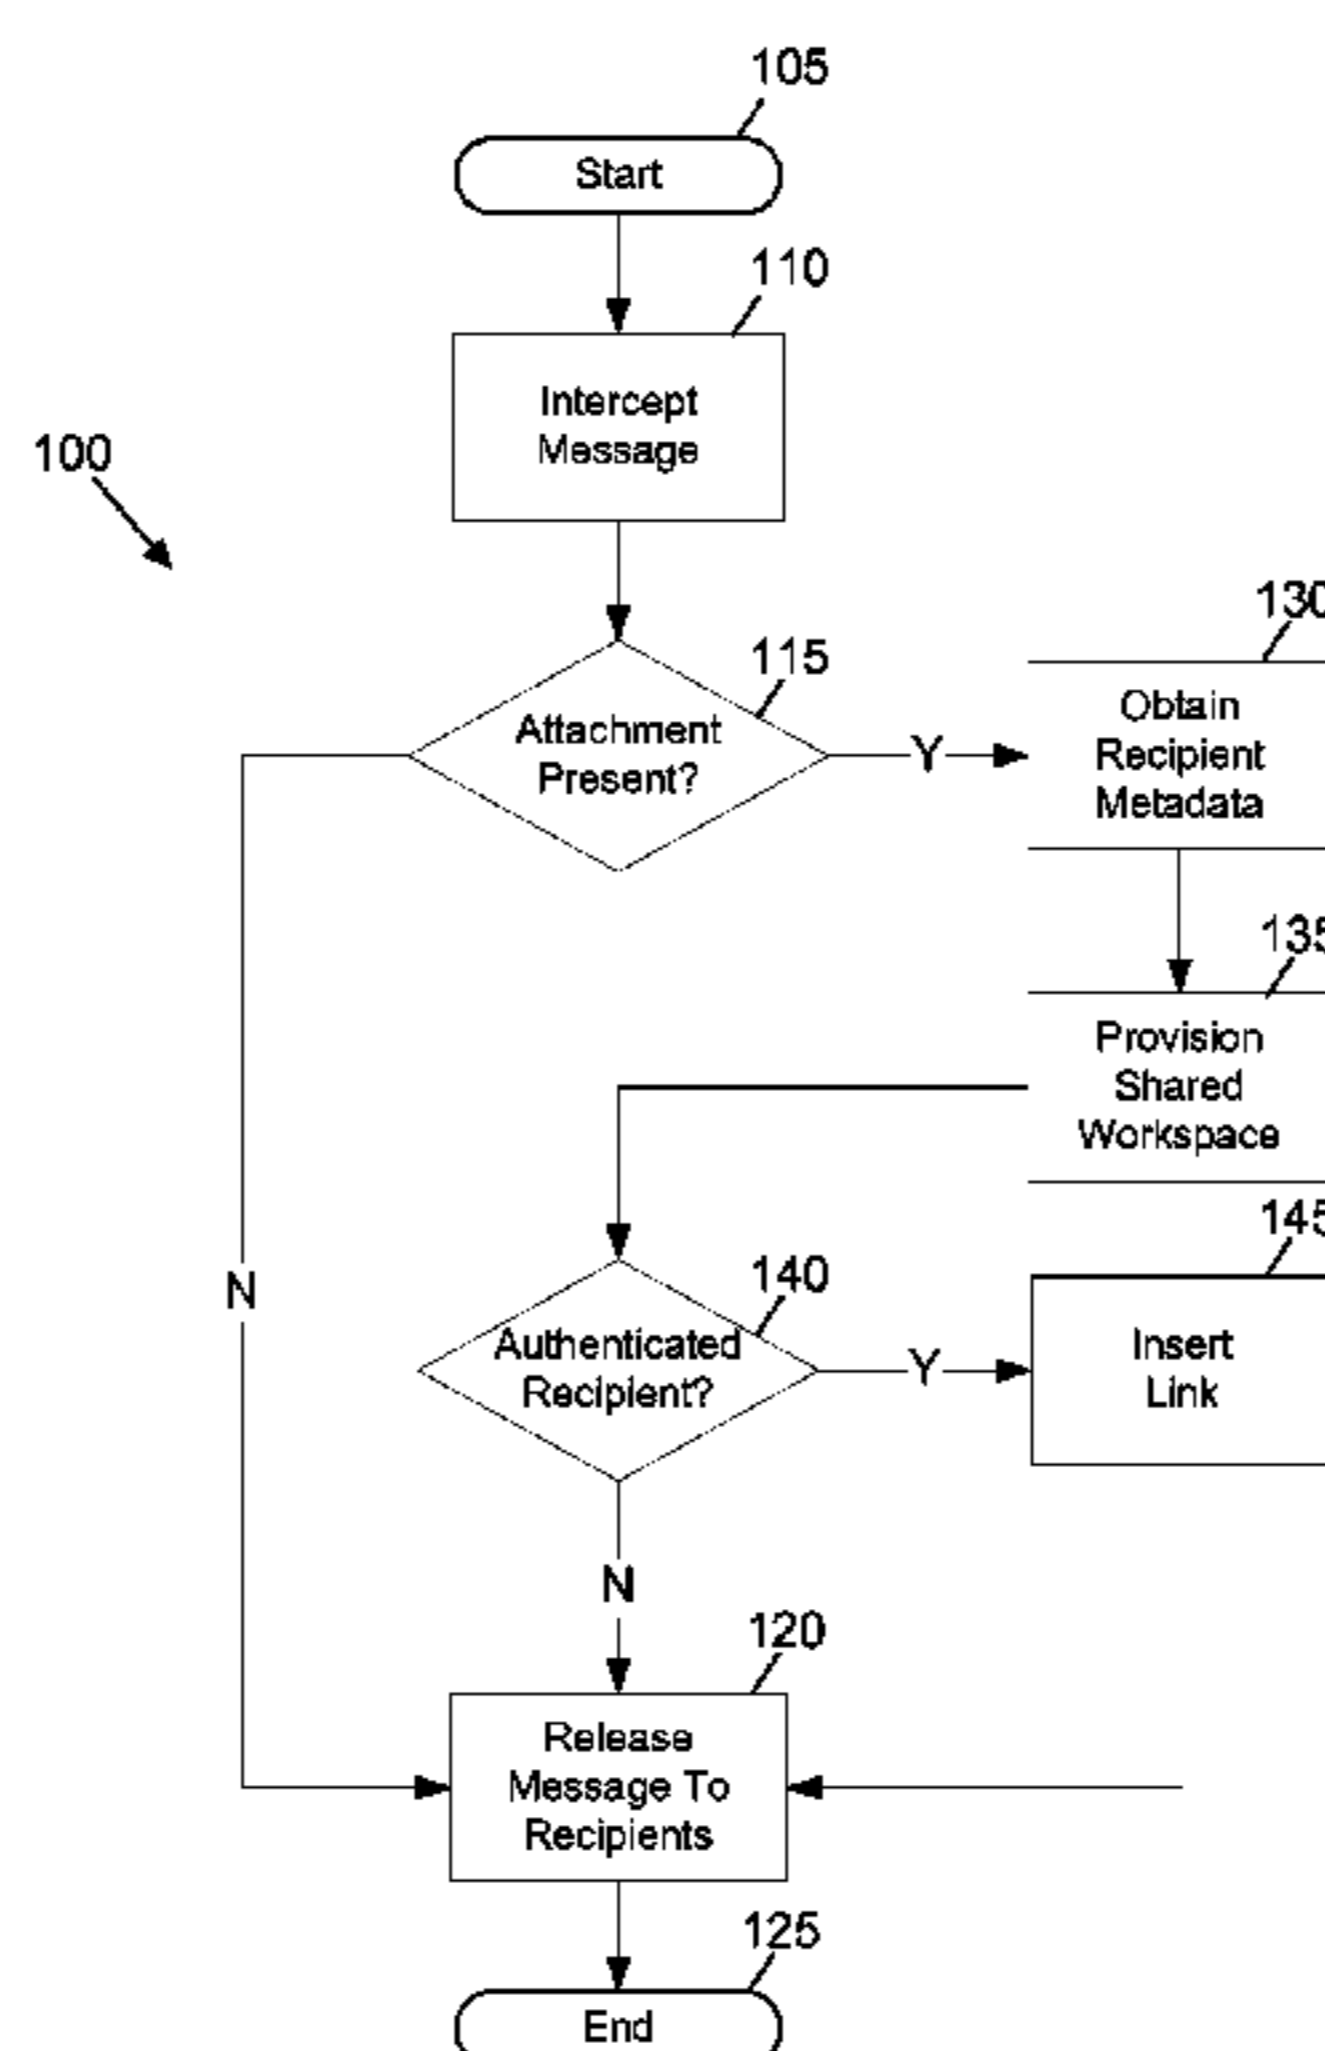 105
Start
110
Intercept
Message
100
115
Attachment
Present?
Y
130
Obtain
Recipient
Metadata
135
Provision
Shared
Workspace
140
Authenticated
Recipient?
Y
145
Insert
Link
N
N
120
Release
Message To
Recipients
125
End